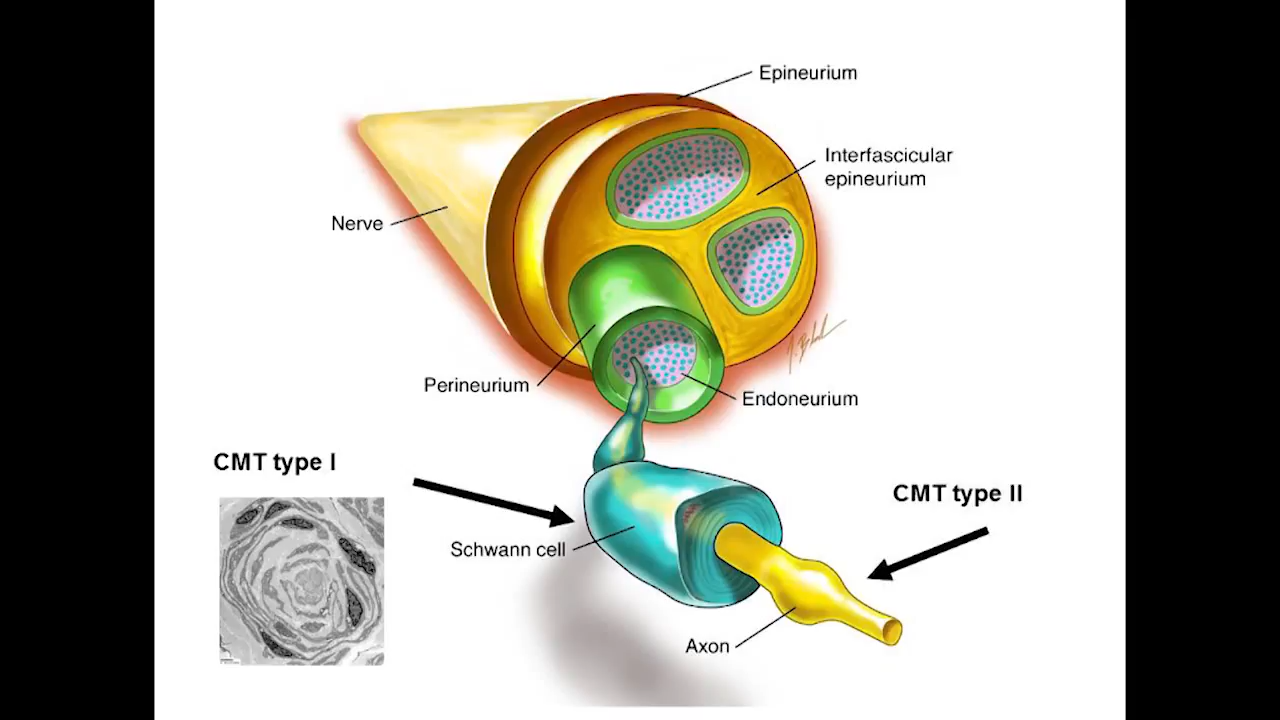 Epineurium
Interfascicular
epineurium
Nerve
Perineurium
Endoneurium
CMT type I
CMT type II
Schwann cell
Axon